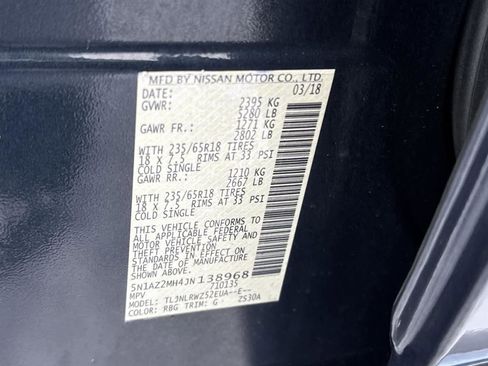 MFD BY NISSAN MOTOR CO., LTD.
DATE: 03/18
GVWR: 2395 KG
5280 LB
GAWR FR.: 1271 KG
2802 LB
WITH 235/65R18 TIRES
18 X 7.5 RIMS AT 33 PSI
COLD SINGLE
GAWR RR.: 1210 KG
2667 LB
WITH 235/65R18 TIRES
18 X 7.5 RIMS AT 33 PSI
COLD SINGLE
THIS VEHICLE CONFORMS TO
ALL APPLICABLE FEDERAL
MOTOR VEHICLE SAFETY AND
THEFT PREVENTION
STANDARDS IN EFFECT ON
THE DATE OF MANUFACTURE
SHOWN ABOVE.
5N1AZ2MH4JN138968
MPV 710135
MODEL: TLJNLRWZ52EUA--E--
COLOR: RBG TRIM: G 2530A